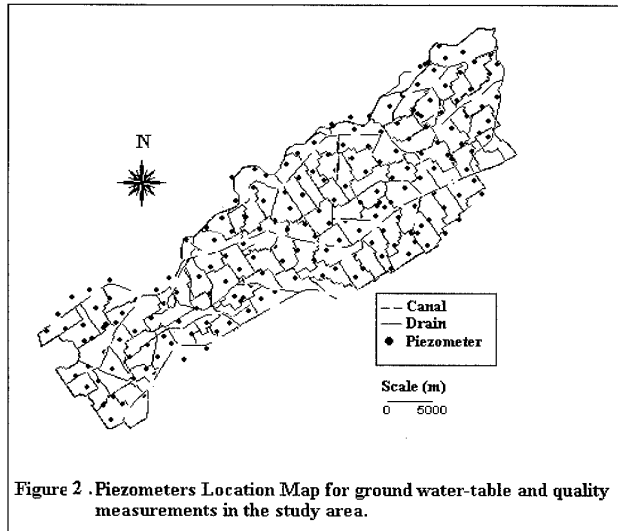 N
Canal
Drain
Piezometer
Scale (m)
0 5000
Figure 2 .Piezometers Location Map for ground water-table and quality
measurements in the study area.